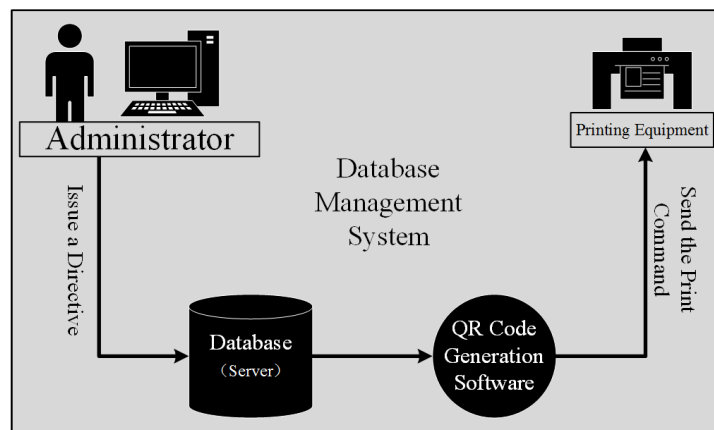 Administrator
Printing Equipment
Database
Management
System
Issue a Directive
Send the Print
Command
Database
（Server）
QR Code
Generation
Software